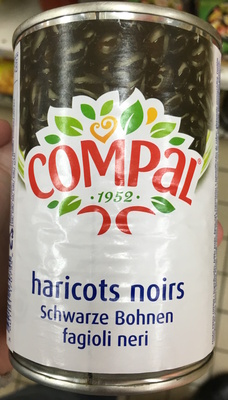 COMPAL
· 1952 ·
haricots noirs
Schwarze Bohnen
fagioli neri